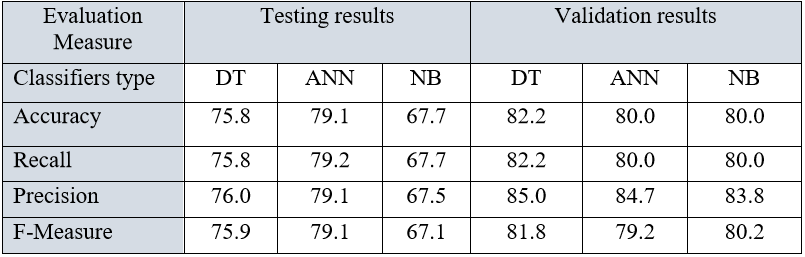 Evaluation Measure Testing results Validation results
Classifiers type DT ANN NB DT ANN NB
Accuracy 75.8 79.1 67.7 82.2 80.0 80.0
Recall 75.8 79.2 67.7 82.2 80.0 80.0
Precision 76.0 79.1 67.5 85.0 84.7 83.8
F-Measure 75.9 79.1 67.1 81.8 79.2 80.2